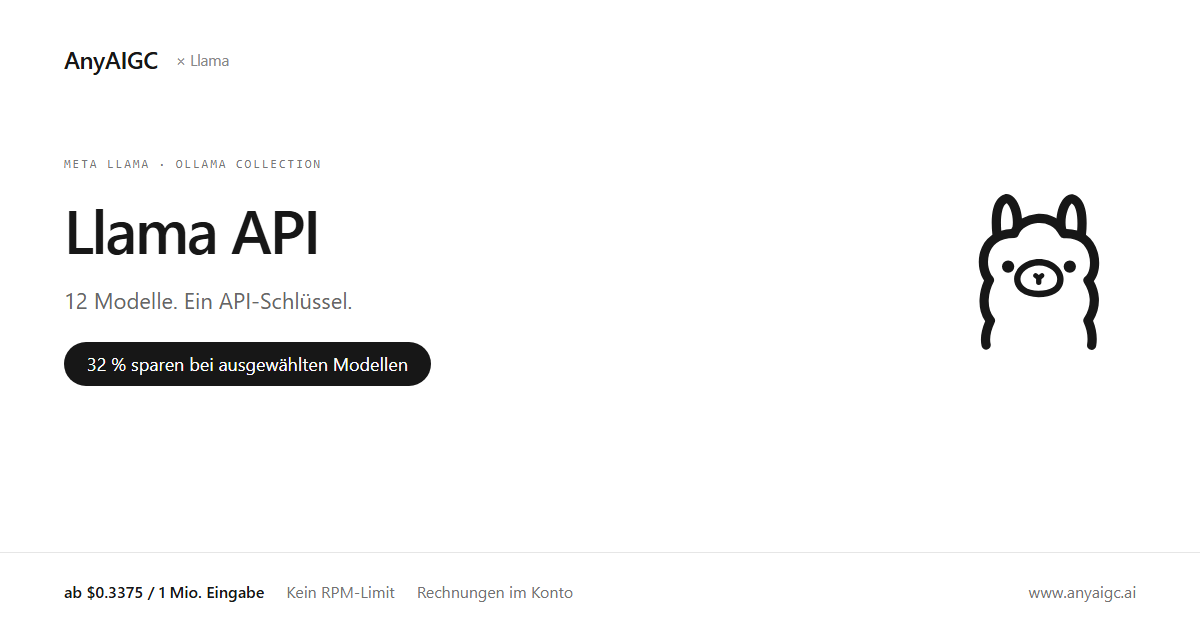 AnyAIGC × Llama
META LLAMA · OLLAMA COLLECTION
Llama API
12 Modelle. Ein API-Schlüssel.
32 % sparen bei ausgewählten Modellen
ab $0.3375 / 1 Mio. Eingabe Kein RPM-Limit Rechnungen im Konto www.anyaigc.ai